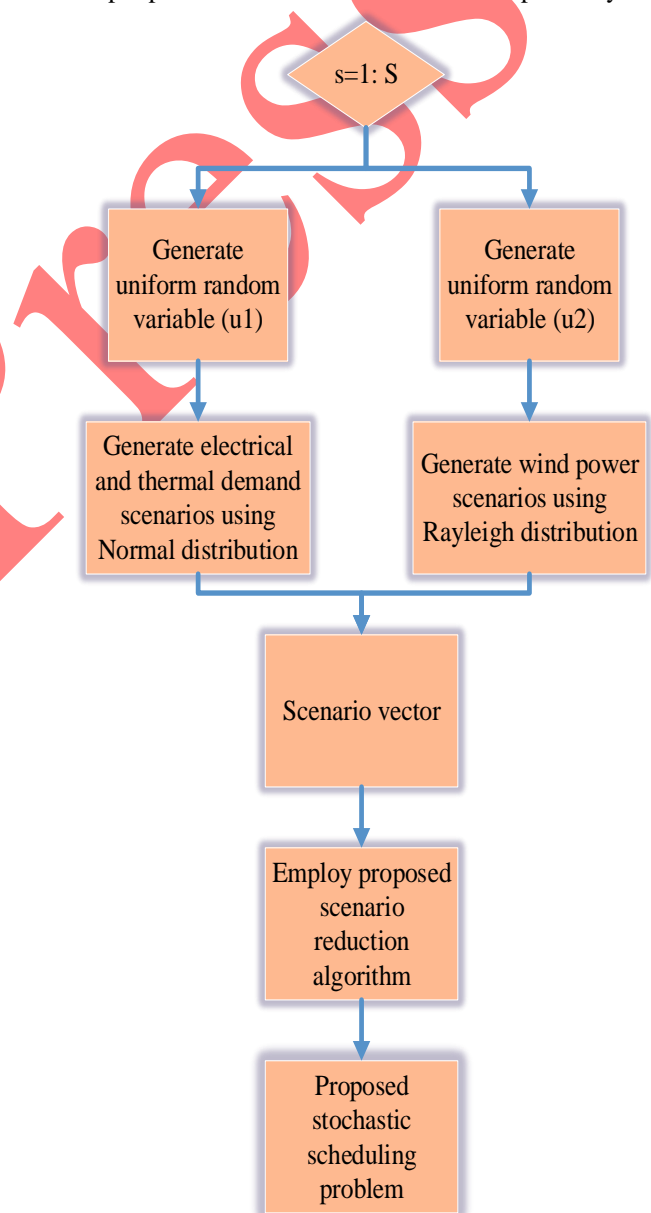 s=1: S
Generate
uniform random
variable (u1)
Generate
uniform random
variable (u2)
Generate electrical
and thermal demand
scenarios using
Normal distribution
Generate wind power
scenarios using
Rayleigh distribution
Scenario vector
Employ proposed
scenario
reduction
algorithm
Proposed
stochastic
scheduling
problem